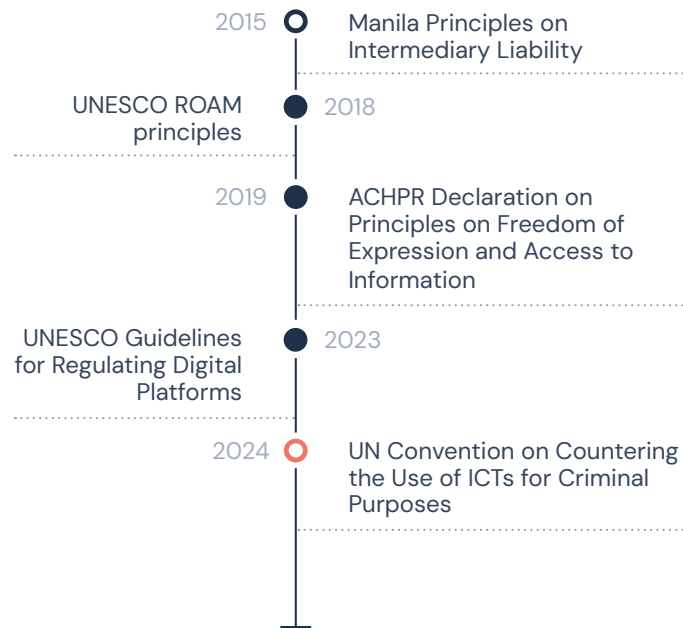 2015
Manila Principles on
Intermediary Liability
UNESCO ROAM
principles
2018
2019
ACHPR Declaration on
Principles on Freedom of
Expression and Access to
Information
UNESCO Guidelines
for Regulating Digital
Platforms
2023
2024
UN Convention on Countering
the Use of ICTs for Criminal
Purposes